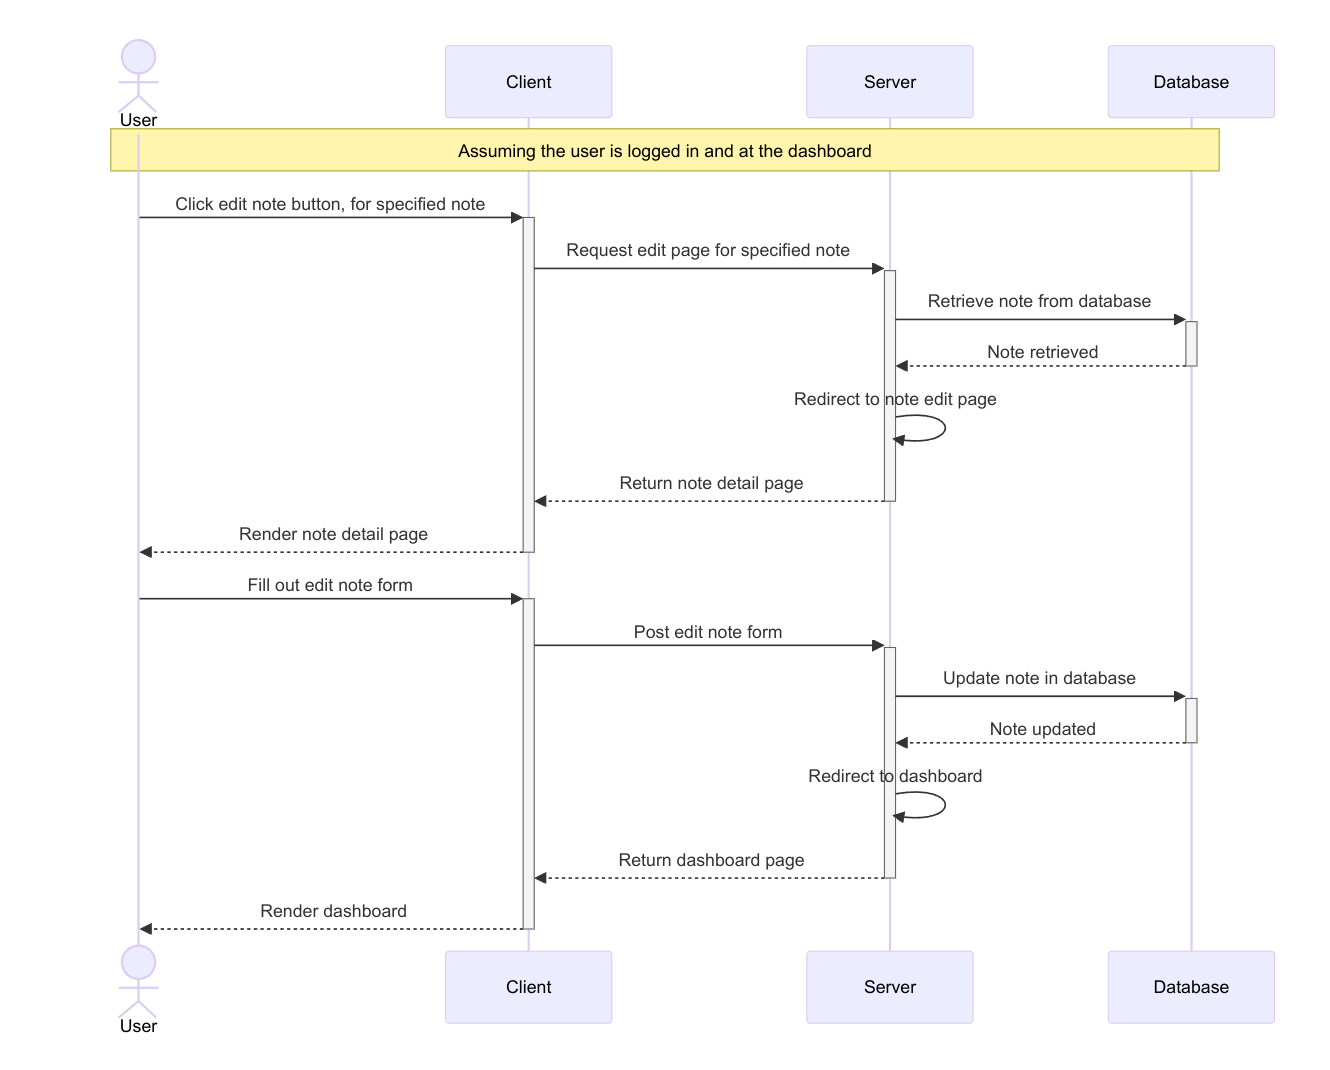 User
Client
Server
Database
Assuming the user is logged in and at the dashboard
Click edit note button, for specified note
Request edit page for specified note
Retrieve note from database
Note retrieved
Redirect to note edit page
Return note detail page
Render note detail page
Fill out edit note form
Post edit note form
Update note in database
Note updated
Redirect to dashboard
Return dashboard page
Render dashboard
User
Client
Server
Database